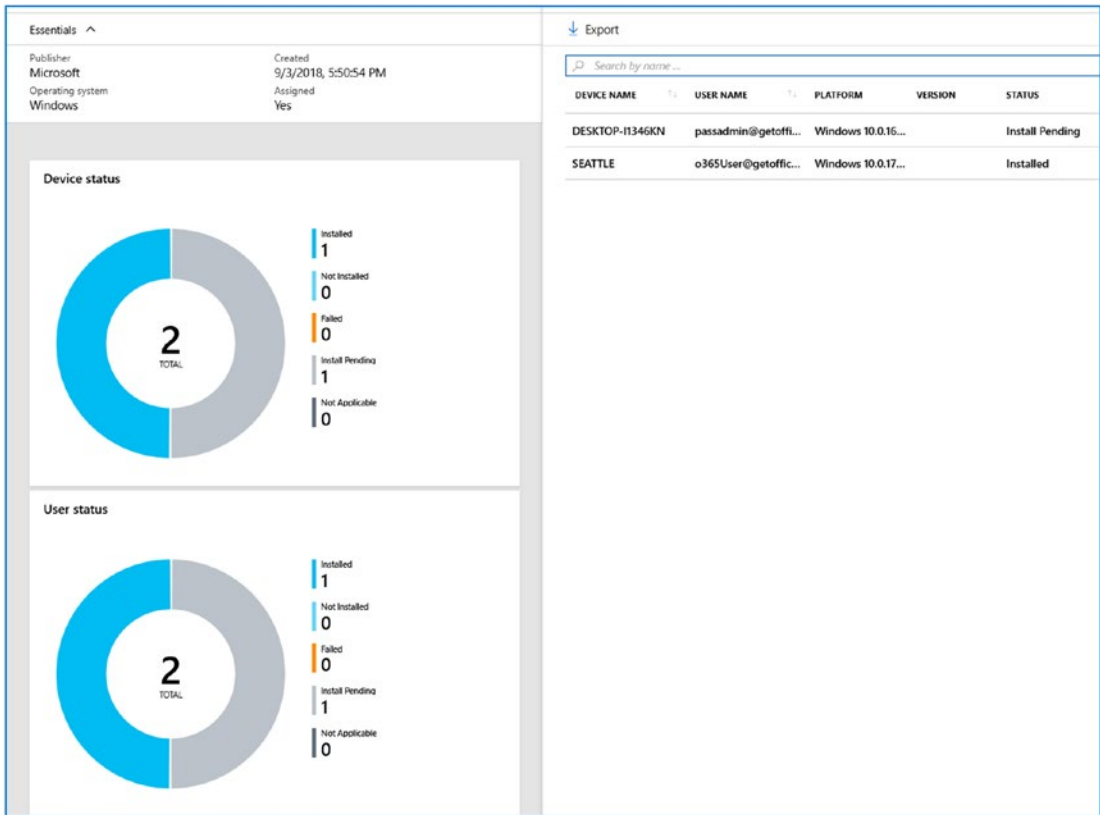 Essentials
Publisher
Microsoft
Created
9/3/2018, 5:50:54 PM
Operating system
Windows
Assigned
Yes
Device status
2
TOTAL
Installed
1
Not Installed
0
Failed
0
Install Pending
1
Not Applicable
0
User status
2
TOTAL
Installed
1
Not Installed
0
Failed
0
Install Pending
1
Not Applicable
0
Export
Search by name ...
DEVICE NAME USER NAME PLATFORM VERSION STATUS
DESKTOP-I1346KN passadmin@getoffi... Windows 10.0.16... Install Pending
SEATTLE o365User@getoffic... Windows 10.0.17... Installed